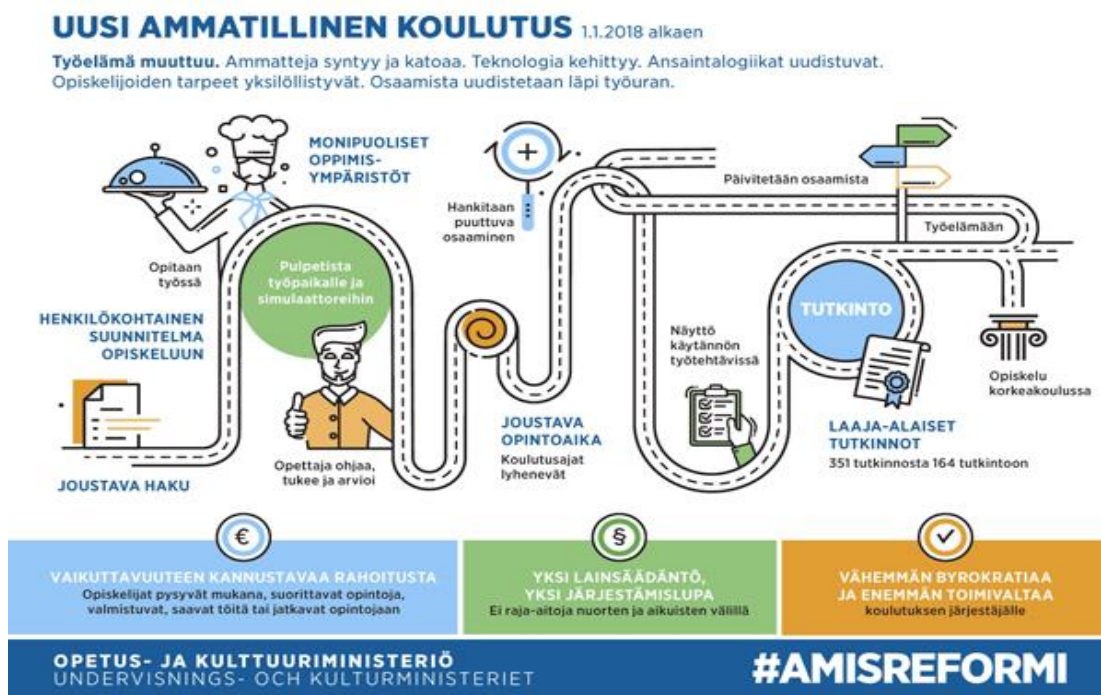 UUSI AMMATILLINEN KOULUTUS 1.1.2018 alkaen
Työelämä muuttuu. Ammatteja syntyy ja katoaa. Teknologia kehittyy. Ansaintalogiikat uudistuvat.
Opiskelijoiden tarpeet yksilöllistyvät. Osaamista uudistetaan läpi työuran.
MONIPUOLISET
OPPIMIS-
YMPÄRISTÖT
Hankitaan
puuttuva
osaaminen
Päivitetään osaamista
Työelämään
Opitaan
työssä
Pulpetista
työpaikalle ja
simulaattoreihin
HENKILÖKOHTAINEN
SUUNNITELMA
OPISKELUUN
TUTKINTO
Näyttö
käytännön
työtehtävissä
Opiskelu
korkeakoulussa
JOUSTAVA HAKU
Opettaja ohjaa,
tukee ja arvioi
JOUSTAVA
OPINTOAIKA
Koulutusajat
lyhenevät
LAAJA-ALAISET
TUTKINNOT
351 tutkinnosta 164 tutkintoon
€
VAIKUTTAVUUTEEN KANNUSTAVAA RAHOITUSTA
Opiskelijat pysyvät mukana, suorittavat opintoja,
valmistuvat, saavat töitä tai jatkavat opintojaan
§
YKSI LAINSÄÄDÄNTÖ,
YKSI JÄRJESTÄMISLUPA
Ei raja-aitoja nuorten ja aikuisten välillä
VÄHEMMÄN BYROKRATIAA
JA ENEMMÄN TOIMIVALTAA
koulutuksen järjestäjälle
OPETUS- JA KULTTUURIMINISTERIÖ
UNDERVISNINGS- OCH KULTURMINISTERIET
#AMISREFORMI